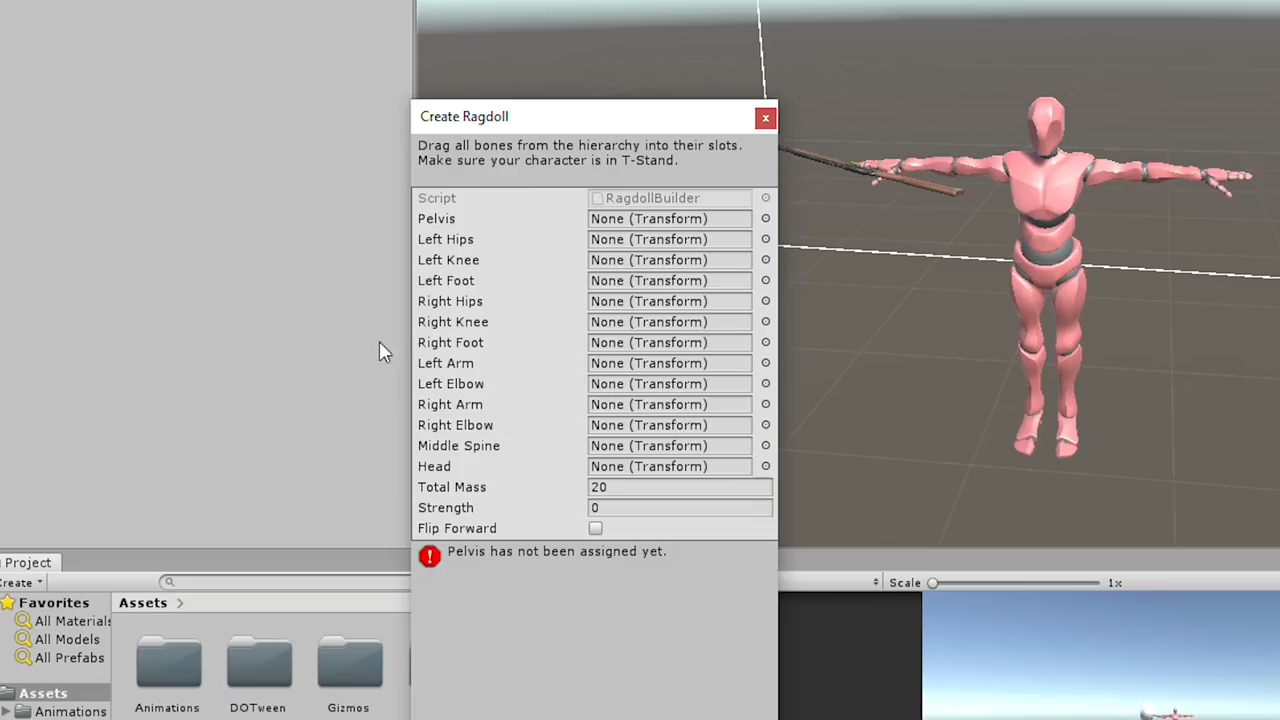 Create Ragdoll
x
Drag all bones from the hierarchy into their slots.
Make sure your character is in T-Stand.
Script RagdollBuilder
Pelvis None (Transform)
Left Hips None (Transform)
Left Knee None (Transform)
Left Foot None (Transform)
Right Hips None (Transform)
Right Knee None (Transform)
Right Foot None (Transform)
Left Arm None (Transform)
Left Elbow None (Transform)
Right Arm None (Transform)
Right Elbow None (Transform)
Middle Spine None (Transform)
Head None (Transform)
Total Mass 20
Strength 0
Flip Forward
! Pelvis has not been assigned yet.
Project
Create
Scale 1x
Favorites
All Materials
All Models
All Prefabs
Assets
Animations
Assets
Animations
DOTween
Gizmos